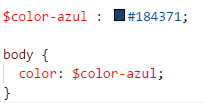 $color-azul : #184371;
body {
color: $color-azul;
}